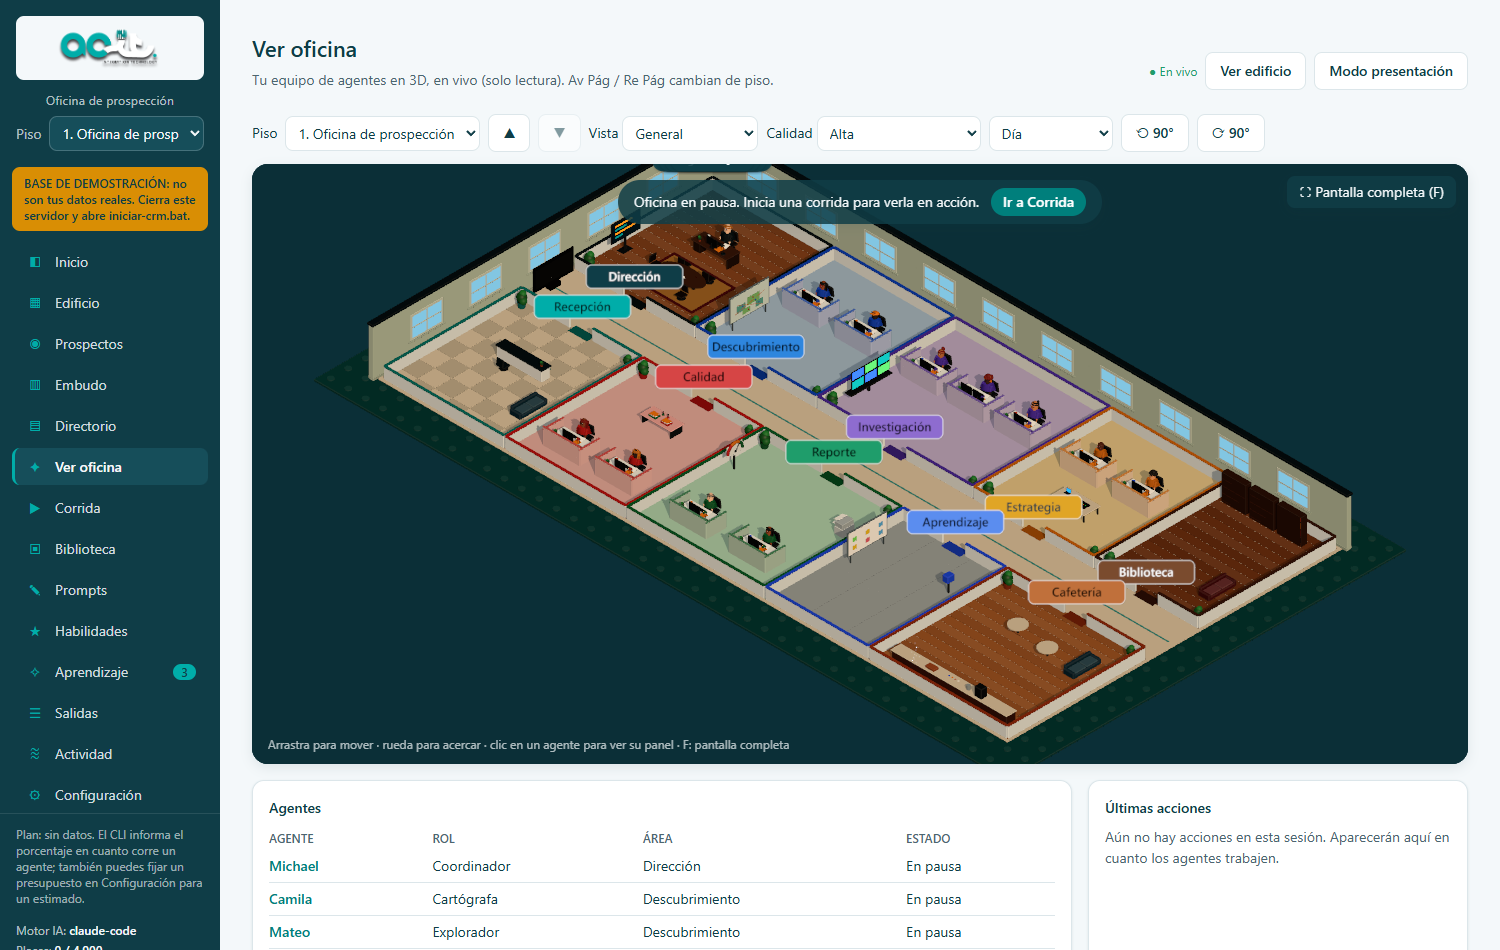 acit
Oficina de prospección
Piso
1. Oficina de prosp
BASE DE DEMOSTRACIÓN: no
son tus datos reales. Cierra este
servidor y abre iniciar-crm.bat.
Inicio
Edificio
Prospectos
Embudo
Directorio
Ver oficina
Corrida
Biblioteca
Prompts
Habilidades
Aprendizaje 3
Salidas
Actividad
Configuración
Plan: sin datos. El CLI informa el
porcentaje en cuanto corre un
agente; también puedes fijar un
presupuesto en Configuración para
un estimado.
Motor IA: claude-code
Ver oficina
Tu equipo de agentes en 3D, en vivo (solo lectura). Av Pág / Re Pág cambian de piso.
En vivo
Ver edificio
Modo presentación
Piso 1. Oficina de prospección ▲ ▼ Vista General Calidad Alta Día 90° 90°
Oficina en pausa. Inicia una corrida para verla en acción. Ir a Corrida
Pantalla completa (F)
Dirección
Recepción
Descubrimiento
Calidad
Investigación
Reporte
Estrategia
Aprendizaje
Biblioteca
Cafetería
Arrastra para mover · rueda para acercar · clic en un agente para ver su panel · F: pantalla completa
Agentes
AGENTE ROL ÁREA ESTADO
Michael Coordinador Dirección En pausa
Camila Cartógrafa Descubrimiento En pausa
Mateo Explorador Descubrimiento En pausa
Últimas acciones
Aún no hay acciones en esta sesión. Aparecerán aquí en
cuanto los agentes trabajen.